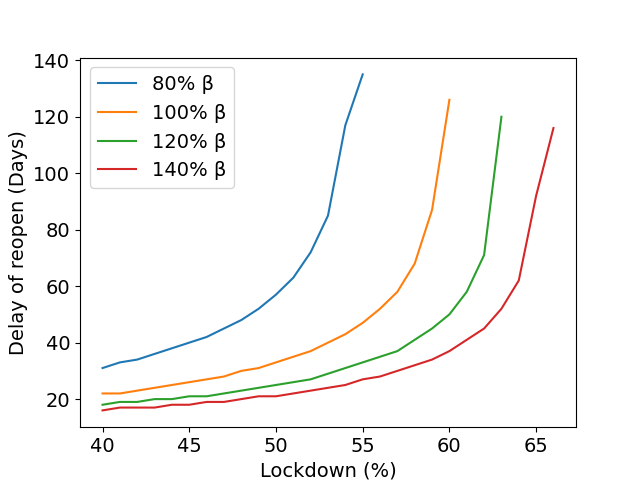 140
120
100
80
60
40
20
80% β
100% β
120% β
140% β
Delay of reopen (Days)
40 45 50 55 60 65
Lockdown (%)